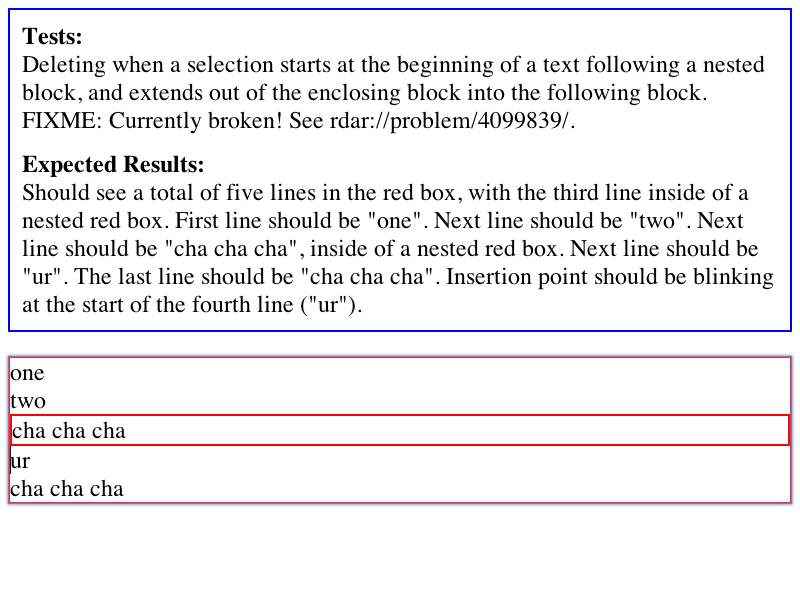 Tests:
Deleting when a selection starts at the beginning of a text following a nested
block, and extends out of the enclosing block into the following block.
FIXME: Currently broken! See rdar://problem/4099839/.
Expected Results:
Should see a total of five lines in the red box, with the third line inside of a
nested red box. First line should be "one". Next line should be "two". Next
line should be "cha cha cha", inside of a nested red box. Next line should be
"ur". The last line should be "cha cha cha". Insertion point should be blinking
at the start of the fourth line ("ur").
one
two
cha cha cha
ur
cha cha cha